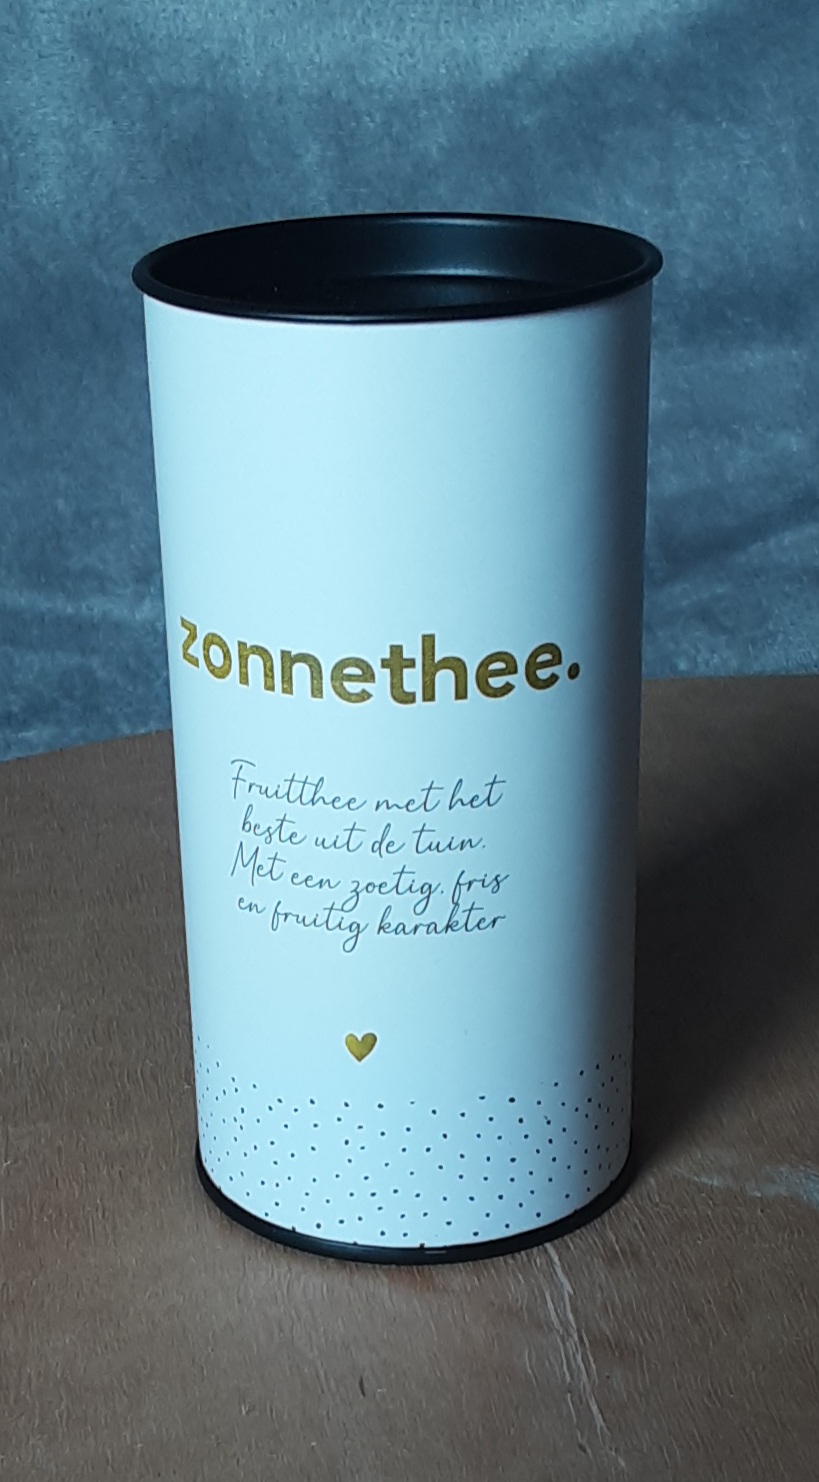 zonnethee.
Fruitthee met het
beste uit de tuin.
Met een zoetig, fris
en fruitig karakter